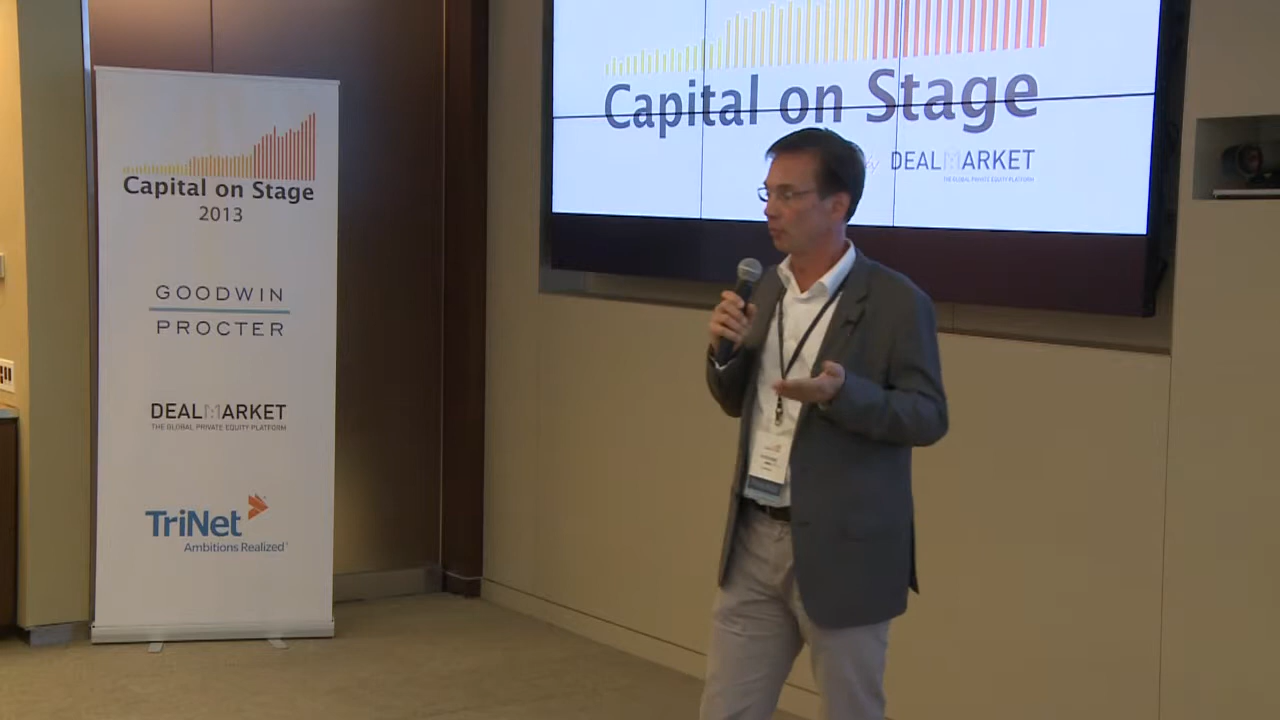 Capital on Stage
2013
GOODWIN
PROCTER
DEALMARKET
THE GLOBAL PRIVATE EQUITY PLATFORM
TriNet
Ambitions Realized
Capital on Stage
by DEALMARKET
THE GLOBAL PRIVATE EQUITY PLATFORM